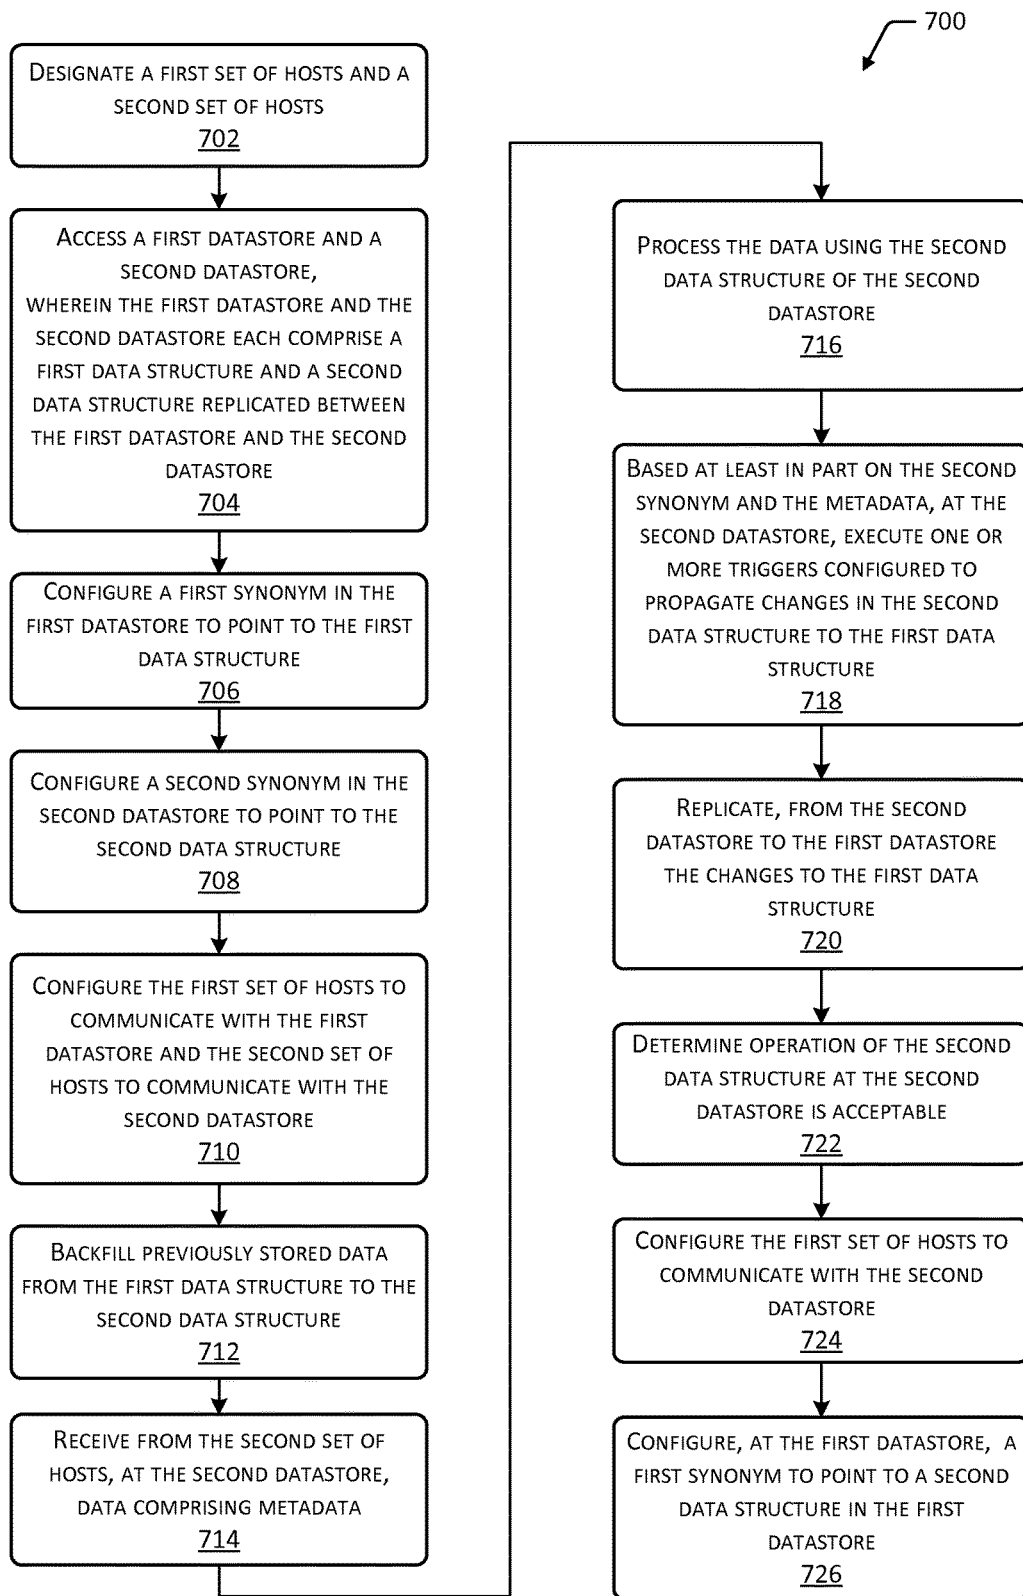 700
DESIGNATE A FIRST SET OF HOSTS AND A
SECOND SET OF HOSTS
702
ACCESS A FIRST DATASTORE AND A
SECOND DATASTORE,
WHEREIN THE FIRST DATASTORE AND THE
SECOND DATASTORE EACH COMPRISE A
FIRST DATA STRUCTURE AND A SECOND
DATA STRUCTURE REPLICATED BETWEEN
THE FIRST DATASTORE AND THE SECOND
DATASTORE
704
CONFIGURE A FIRST SYNONYM IN THE
FIRST DATASTORE TO POINT TO THE FIRST
DATA STRUCTURE
706
CONFIGURE A SECOND SYNONYM IN THE
SECOND DATASTORE TO POINT TO THE
SECOND DATA STRUCTURE
708
CONFIGURE THE FIRST SET OF HOSTS TO
COMMUNICATE WITH THE FIRST
DATASTORE AND THE SECOND SET OF
HOSTS TO COMMUNICATE WITH THE
SECOND DATASTORE
710
BACKFILL PREVIOUSLY STORED DATA
FROM THE FIRST DATA STRUCTURE TO THE
SECOND DATA STRUCTURE
712
RECEIVE FROM THE SECOND SET OF
HOSTS, AT THE SECOND DATASTORE,
DATA COMPRISING METADATA
714
PROCESS THE DATA USING THE SECOND
DATA STRUCTURE OF THE SECOND
DATASTORE
716
BASED AT LEAST IN PART ON THE SECOND
SYNONYM AND THE METADATA, AT THE
SECOND DATASTORE, EXECUTE ONE OR
MORE TRIGGERS CONFIGURED TO
PROPAGATE CHANGES IN THE SECOND
DATA STRUCTURE TO THE FIRST DATA
STRUCTURE
718
REPLICATE, FROM THE SECOND
DATASTORE TO THE FIRST DATASTORE
THE CHANGES TO THE FIRST DATA
STRUCTURE
720
DETERMINE OPERATION OF THE SECOND
DATA STRUCTURE AT THE SECOND
DATASTORE IS ACCEPTABLE
722
CONFIGURE THE FIRST SET OF HOSTS TO
COMMUNICATE WITH THE SECOND
DATASTORE
724
CONFIGURE, AT THE FIRST DATASTORE, A
FIRST SYNONYM TO POINT TO A SECOND
DATA STRUCTURE IN THE FIRST
DATASTORE
726